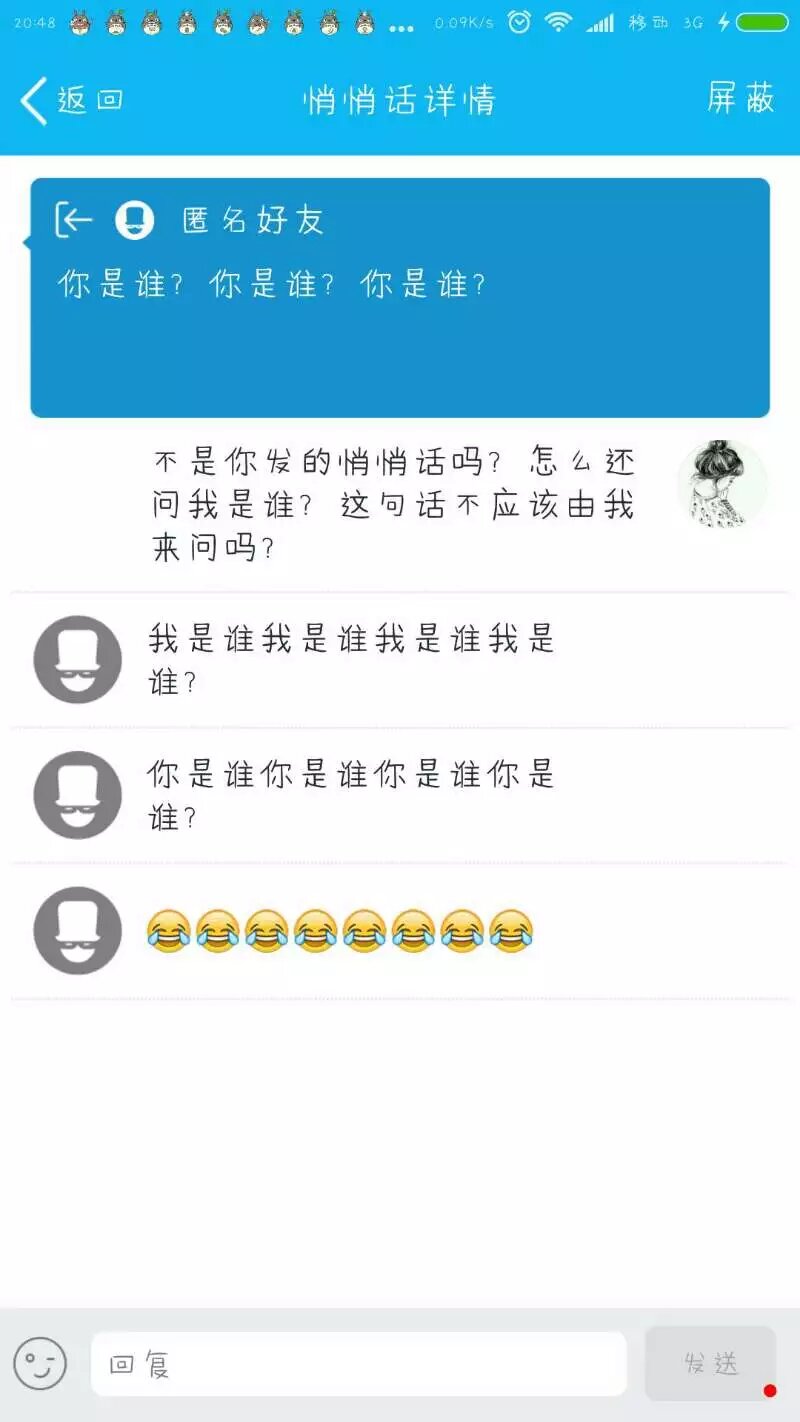 20:48 0.09K/s 移动 3G
返回 悄悄话详情 屏蔽
匿名好友
你是谁? 你是谁? 你是谁?
不是你发的悄悄话吗? 怎么还
问我是谁? 这句话不应该由我
来问吗?
我是谁我是谁我是谁我是
谁?
你是谁你是谁你是谁你是
谁?
😂😂😂😂😂😂😂😂
回复 发送